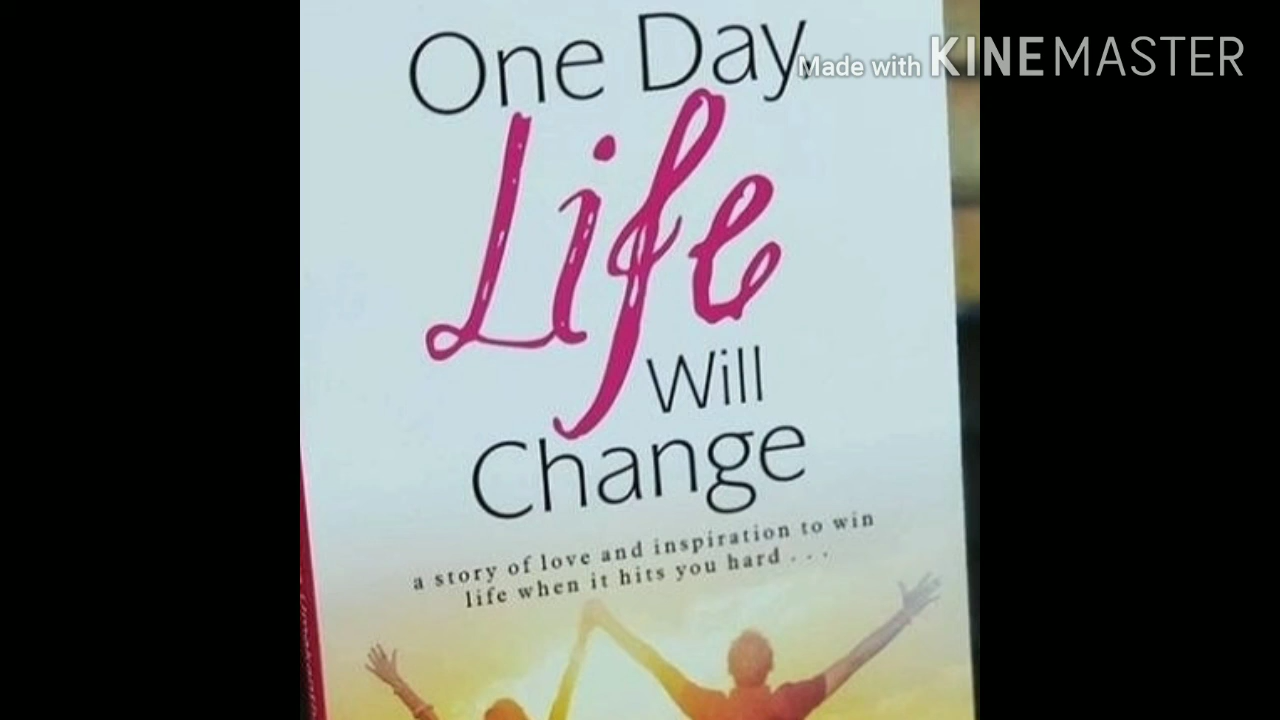 One Day,
Life
Will
Change
a story of love and inspiration to win
life when it hits you hard . . .
Made with KINEMASTER